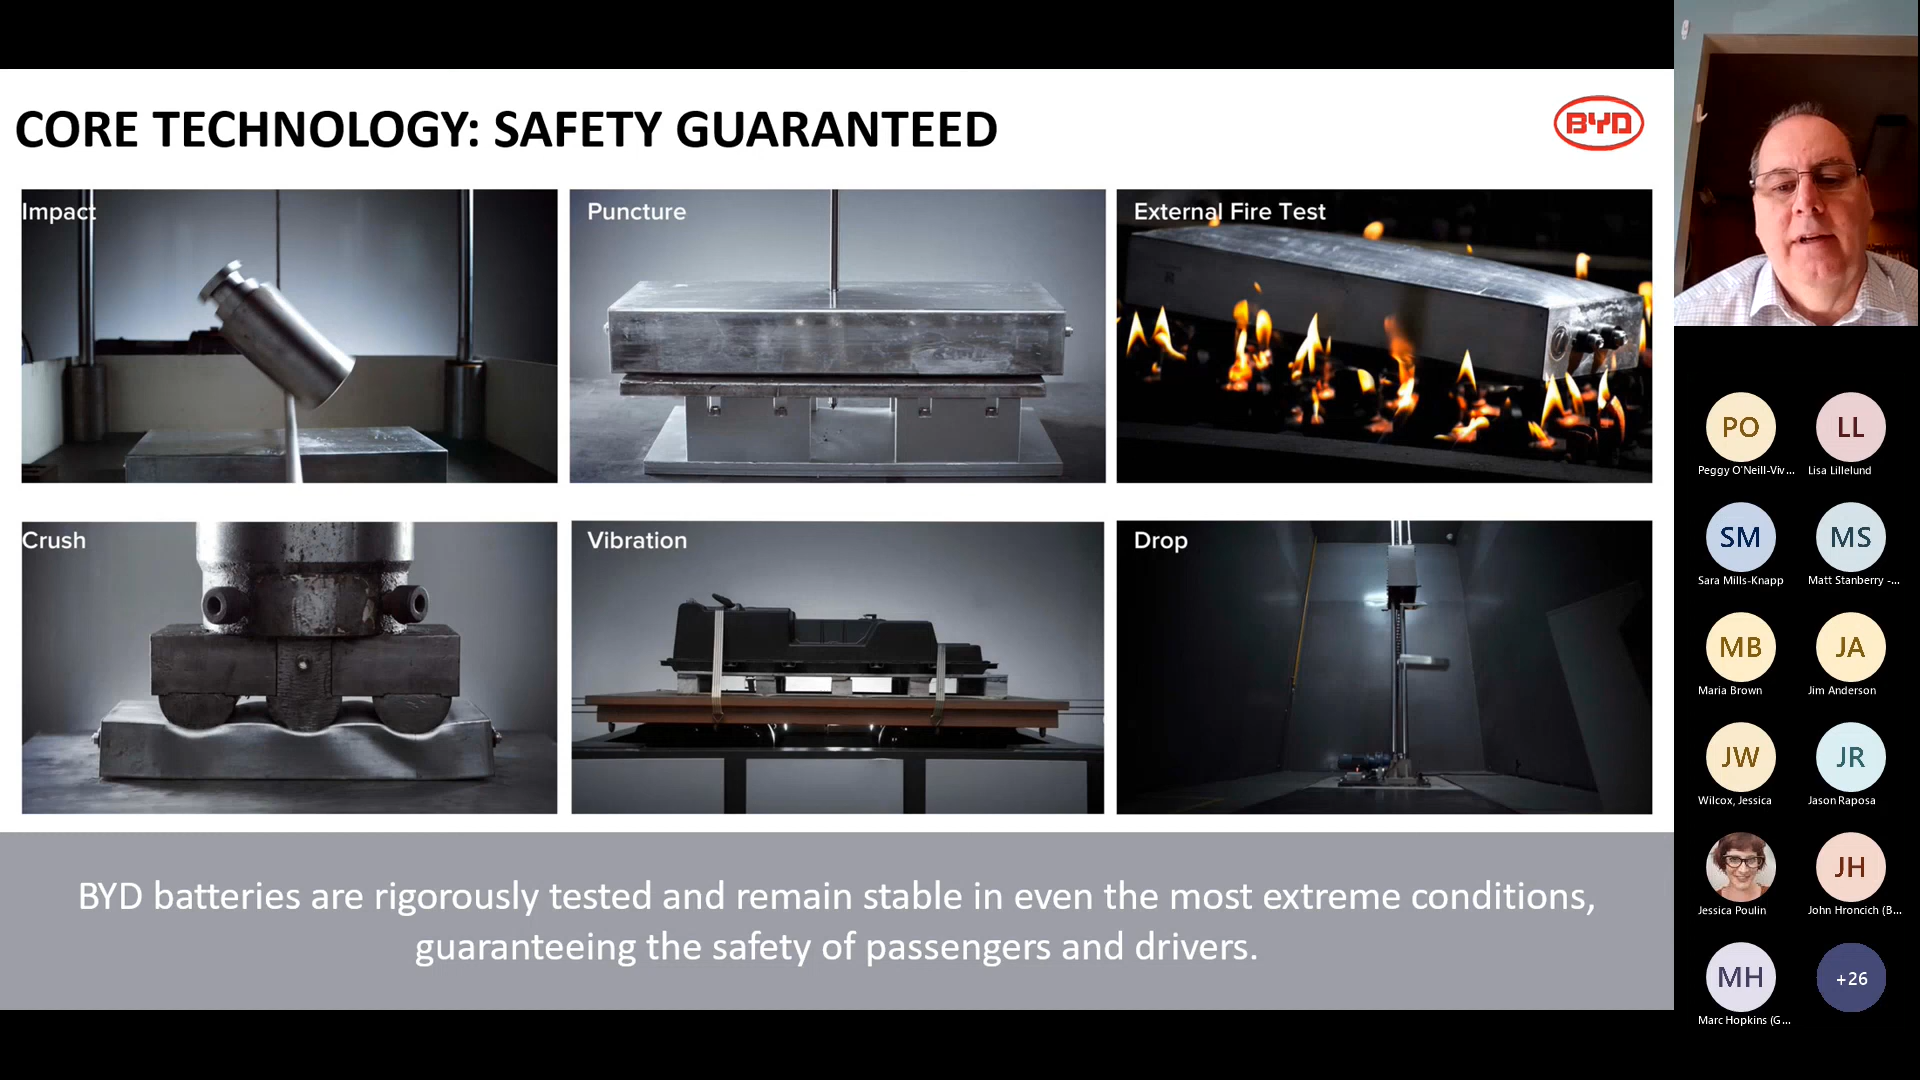 CORE TECHNOLOGY: SAFETY GUARANTEED
BYD
Impact
Puncture
External Fire Test
Crush
Vibration
Drop
BYD batteries are rigorously tested and remain stable in even the most extreme conditions,
guaranteeing the safety of passengers and drivers.
PO
LL
Peggy O'Neill-Viv...
Lisa Lillelund
SM
MS
Sara Mills-Knapp
Matt Stanberry -...
MB
JA
Maria Brown
Jim Anderson
JW
JR
Wilcox, Jessica
Jason Raposa
JH
Jessica Poulin
John Hroncich (B...
MH
+26
Marc Hopkins (G...